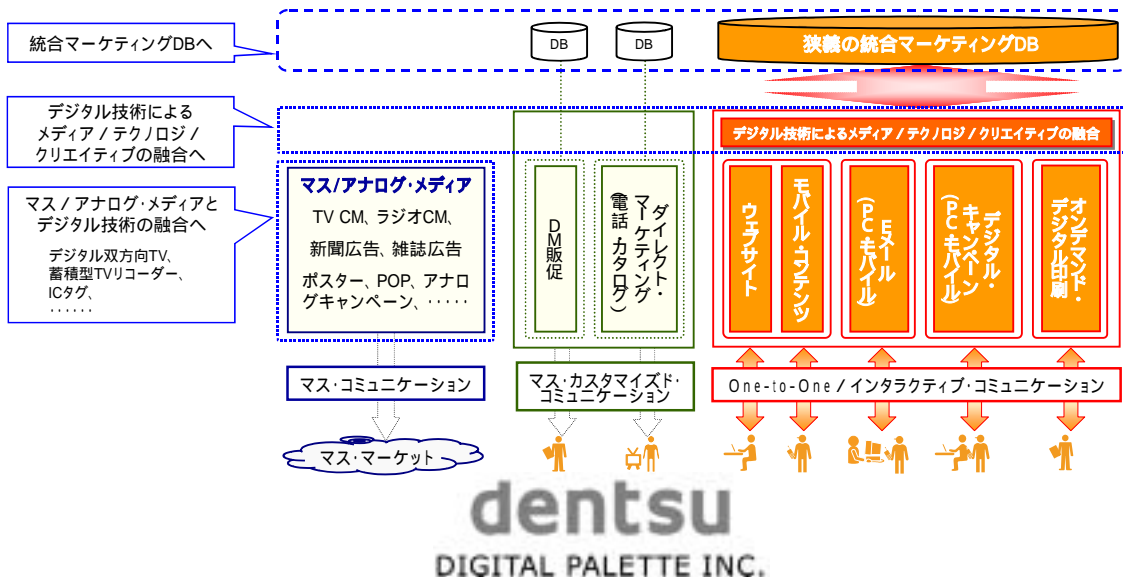 統合マーケティングDBへ
DB
DB
狭義の統合マーケティングDB
デジタル技術による
メディア / テクノロジ /
クリエイティブの融合へ
デジタル技術によるメディア / テクノロジ / クリエイティブの融合
マス / アナログ･メディアと
デジタル技術の融合へ
デジタル双方向TV、
蓄積型TVリコーダー、
ICタグ、
･･････
マス/アナログ･メディア
TV CM、ラジオCM、
新聞広告、雑誌広告
ポスター、POP、アナロ
グキャンペーン、･････
DM販促
ダイレクト・
マーケティング
(電話 カタログ)
ウェブサイト
モバイル・コンテンツ
Eメール
(PC モバイル)
デジタル・
キャンペーン
(PC モバイル)
オンデマンド・
デジタル印刷
マス･コミュニケーション
マス･カスタマイズド･
コミュニケーション
One-to-One / インタラクティブ･コミュニケーション
マス･マーケット
dentsu
DIGITAL PALETTE INC.